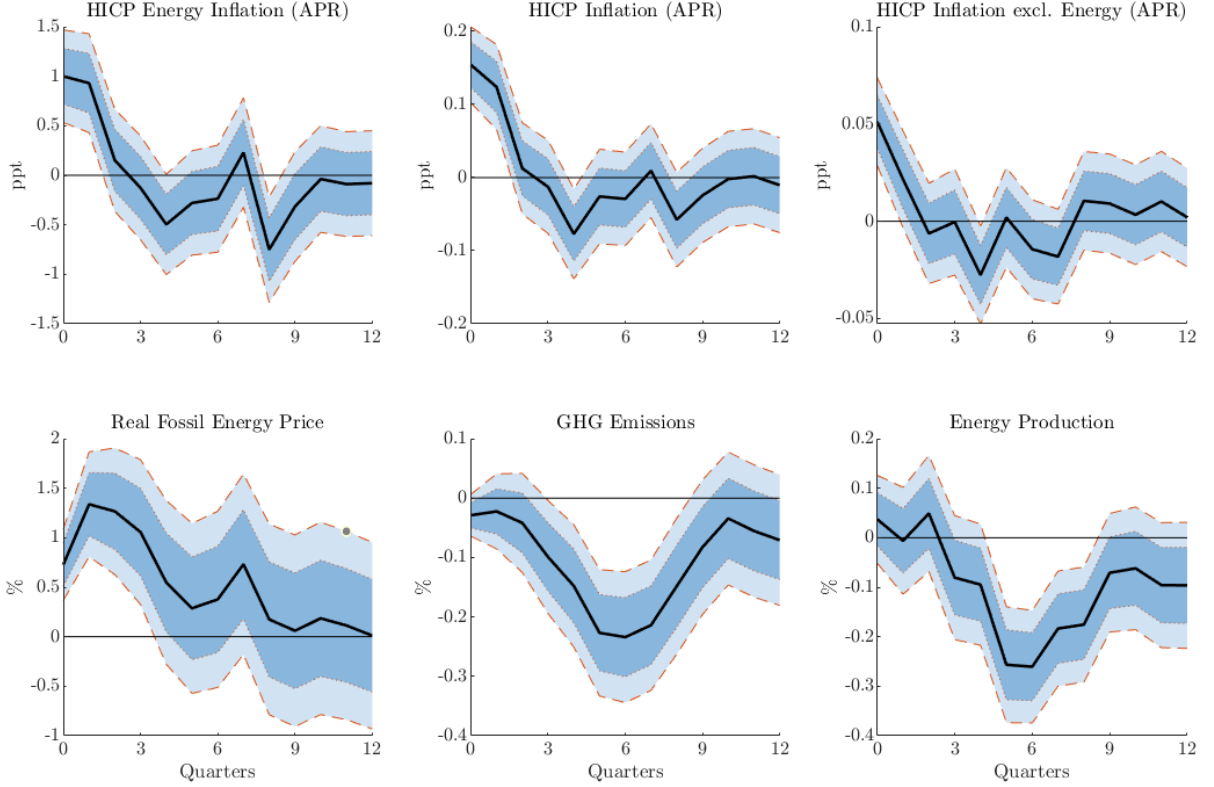 HICP Energy Inflation (APR)
HICP Inflation (APR)
HICP Inflation excl. Energy (APR)
1.5
1
0.5
0
-0.5
-1
-1.5
ppt
0 3 6 9 12
0.2
0.1
0
-0.1
-0.2
ppt
0 3 6 9 12
0.1
0.05
0
-0.05
ppt
0 3 6 9 12
Real Fossil Energy Price
GHG Emissions
Energy Production
2
1.5
1
0.5
0
-0.5
-1
%
0 3 6 9 12
Quarters
0.1
0
-0.1
-0.2
-0.3
-0.4
%
0 3 6 9 12
Quarters
0.2
0.1
0
-0.1
-0.2
-0.3
-0.4
%
0 3 6 9 12
Quarters